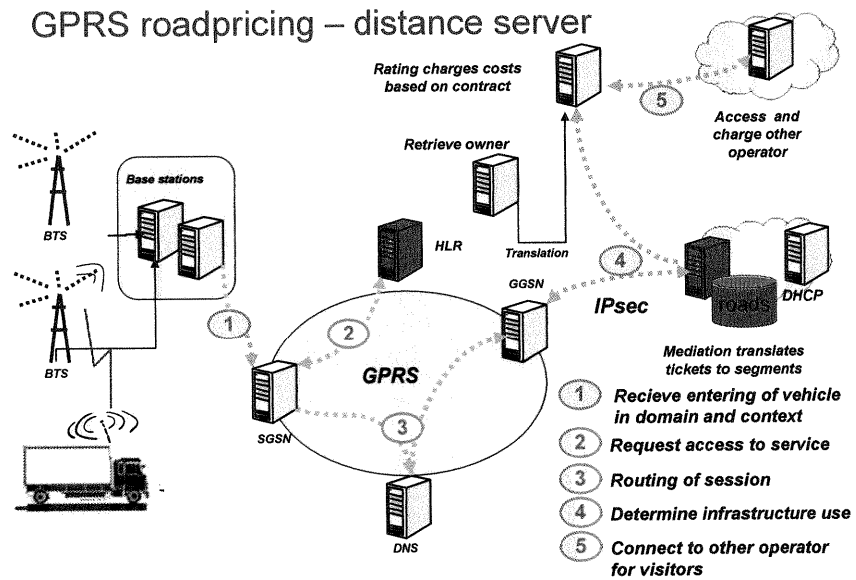 GPRS roadpricing – distance server
Rating charges costs
based on contract
5
Access and
charge other
operator
Retrieve owner
Base stations
BTS
HLR
Translation
4
GGSN
IPsec
roads
DHCP
BTS
1
2
GPRS
Mediation translates
tickets to segments
SGSN
3
DNS
1 Recieve entering of vehicle
in domain and context
2 Request access to service
3 Routing of session
4 Determine infrastructure use
5 Connect to other operator
for visitors